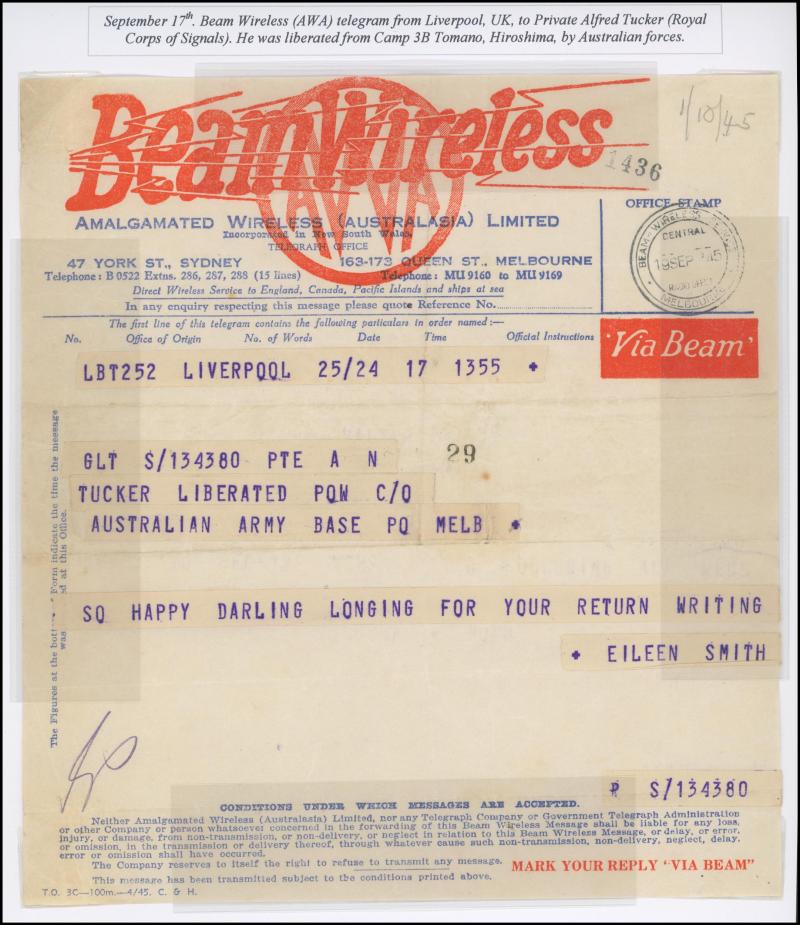 September 17th. Beam Wireless (AWA) telegram from Liverpool, UK, to Private Alfred Tucker (Royal
Corps of Signals). He was liberated from Camp 3B Tomano, Hiroshima, by Australian forces.
1/10/45
Beam Wireless
AWA
1436
AMALGAMATED WIRELESS (AUSTRALASIA) LIMITED
Incorporated in New South Wales.
TELEGRAPH OFFICE
47 YORK ST., SYDNEY 163-173 QUEEN ST., MELBOURNE
Telephone: B0522 Extns. 286, 287, 288 (15 lines) Telephone: MU 9160 to MU 9169
Direct Wireless Service to England, Canada, Pacific Islands and ships at sea
In any enquiry respecting this message please quote Reference No.
OFFICE STAMP
BEAM WIRELESS
CENTRAL
19 SEP 45
MELBOURNE
The first line of this telegram contains the following particulars in order named:—
No. Office of Origin No. of Words Date Time Official Instructions
'Via Beam'
LBT252 LIVERPOOL 25/24 17 1355 +
GLT S/134380 PTE A N
29
TUCKER LIBERATED POW C/O
AUSTRALIAN ARMY BASE PO MELB +
SO HAPPY DARLING LONGING FOR YOUR RETURN WRITING
+ EILEEN SMITH
The Figures at the bott Form indicate the time the message
was ed at this Office.
P S/134380
CONDITIONS UNDER WHICH MESSAGES ARE ACCEPTED.
Neither Amalgamated Wireless (Australasia) Limited, nor any Telegraph Company or Government Telegraph Administration
or other Company or person whatsoever concerned in the forwarding of this Beam Wireless Message shall be liable for any loss,
injury, or damage, from non-transmission, or non-delivery, or neglect in relation to this Beam Wireless Message, or delay, or error,
or omission, in the transmission or delivery thereof, through whatever cause such non-transmission, non-delivery, neglect, delay,
error or omission shall have occurred.
The Company reserves to itself the right to refuse to transmit any message.
MARK YOUR REPLY "VIA BEAM"
This message has been transmitted subject to the conditions printed above.
T.O. 3C—100m.—4/45. C. & H.